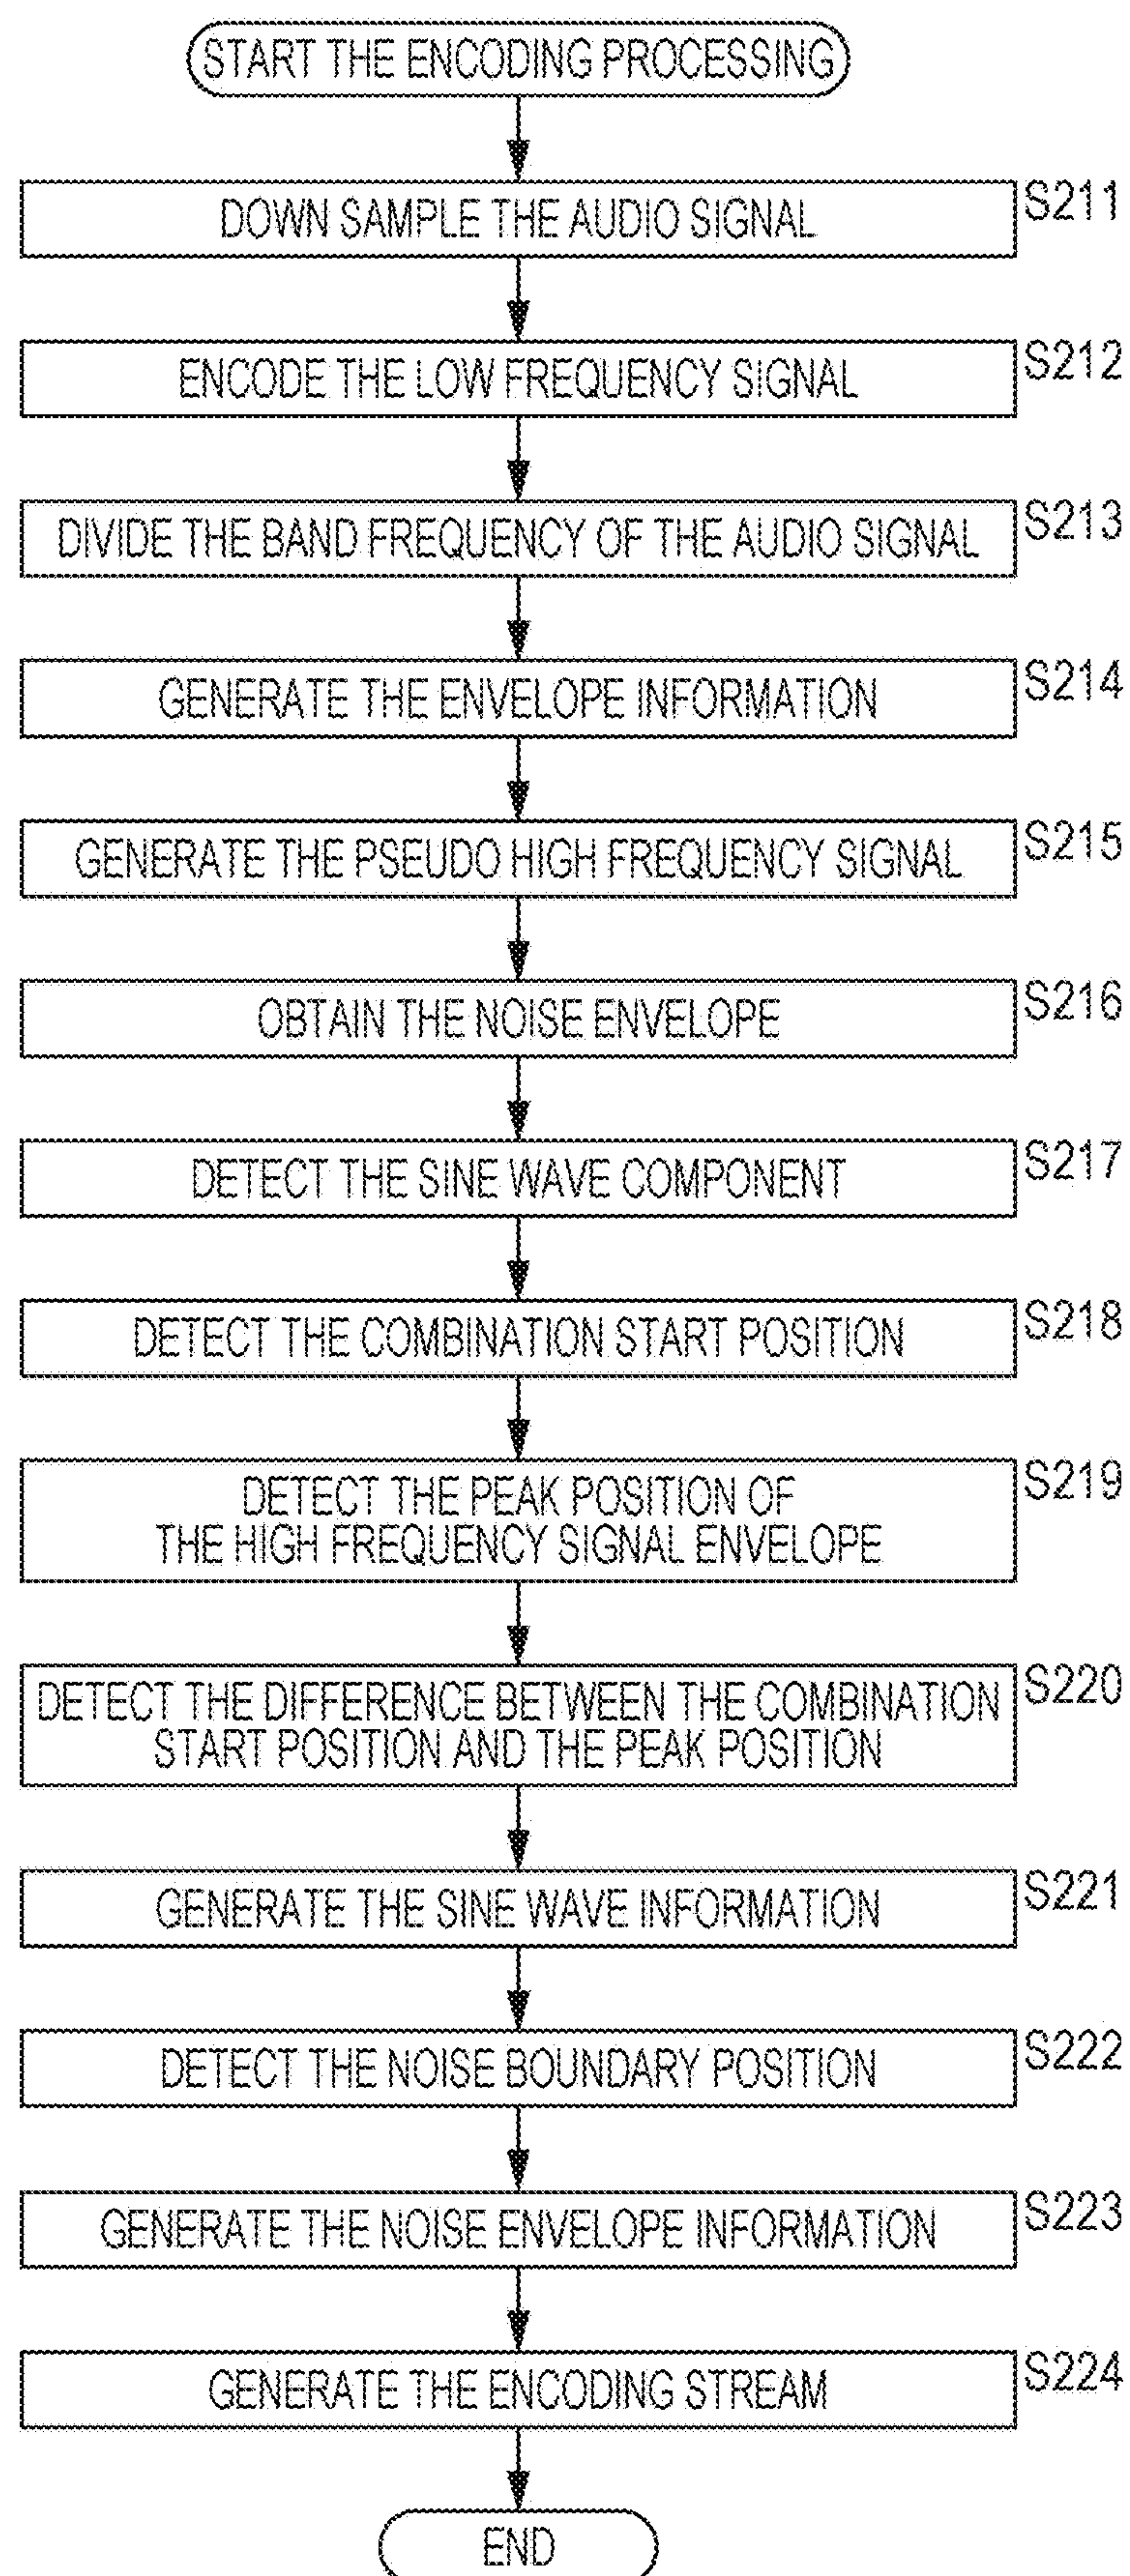 START THE ENCODING PROCESSING
DOWN SAMPLE THE AUDIO SIGNAL
S211
ENCODE THE LOW FREQUENCY SIGNAL
S212
DIVIDE THE BAND FREQUENCY OF THE AUDIO SIGNAL
S213
GENERATE THE ENVELOPE INFORMATION
S214
GENERATE THE PSEUDO HIGH FREQUENCY SIGNAL
S215
OBTAIN THE NOISE ENVELOPE
S216
DETECT THE SINE WAVE COMPONENT
S217
DETECT THE COMBINATION START POSITION
S218
DETECT THE PEAK POSITION OF
THE HIGH FREQUENCY SIGNAL ENVELOPE
S219
DETECT THE DIFFERENCE BETWEEN THE COMBINATION
START POSITION AND THE PEAK POSITION
S220
GENERATE THE SINE WAVE INFORMATION
S221
DETECT THE NOISE BOUNDARY POSITION
S222
GENERATE THE NOISE ENVELOPE INFORMATION
S223
GENERATE THE ENCODING STREAM
S224
END